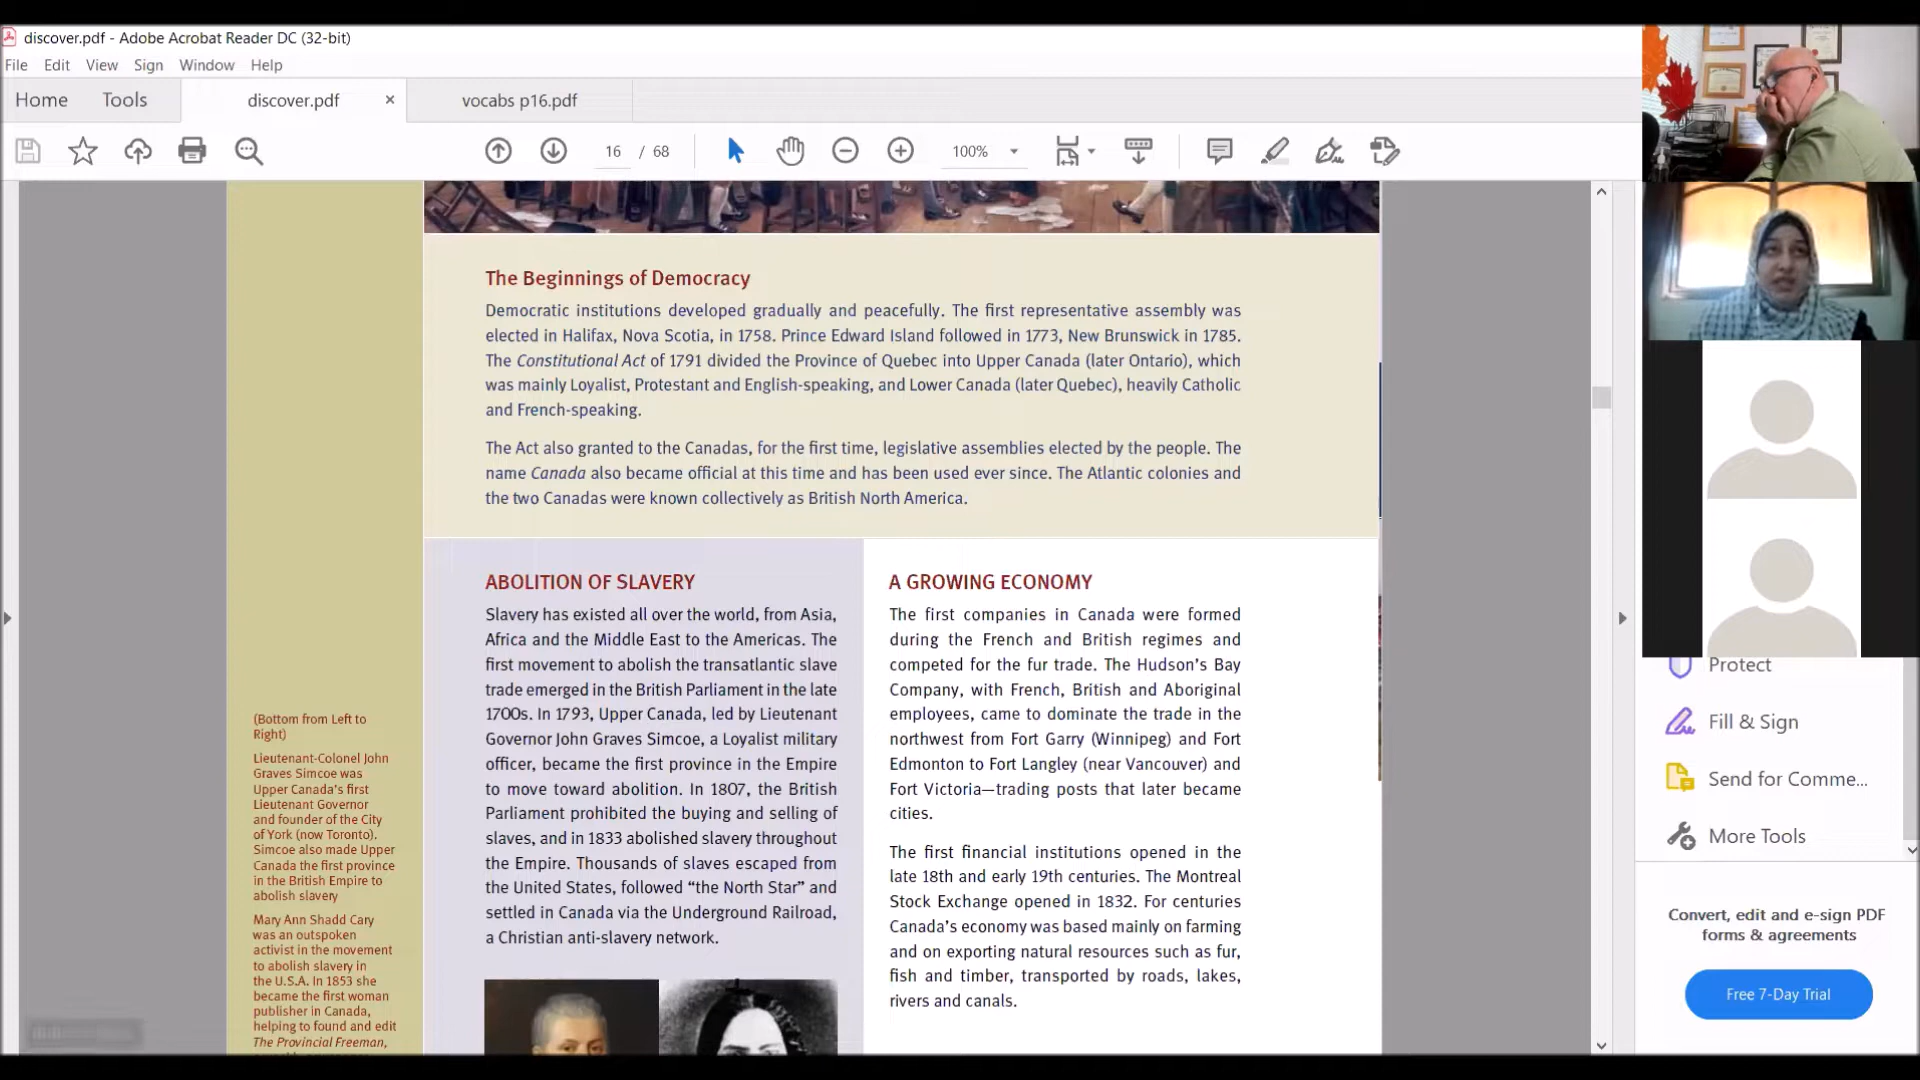 discover.pdf - Adobe Acrobat Reader DC (32-bit)
File Edit View Sign Window Help
Home Tools discover.pdf × vocabs p16.pdf
16 / 68 100%
The Beginnings of Democracy
Democratic institutions developed gradually and peacefully. The first representative assembly was
elected in Halifax, Nova Scotia, in 1758. Prince Edward Island followed in 1773, New Brunswick in 1785.
The Constitutional Act of 1791 divided the Province of Quebec into Upper Canada (later Ontario), which
was mainly Loyalist, Protestant and English-speaking, and Lower Canada (later Quebec), heavily Catholic
and French-speaking.
The Act also granted to the Canadas, for the first time, legislative assemblies elected by the people. The
name Canada also became official at this time and has been used ever since. The Atlantic colonies and
the two Canadas were known collectively as British North America.
ABOLITION OF SLAVERY
Slavery has existed all over the world, from Asia,
Africa and the Middle East to the Americas. The
first movement to abolish the transatlantic slave
trade emerged in the British Parliament in the late
1700s. In 1793, Upper Canada, led by Lieutenant
Governor John Graves Simcoe, a Loyalist military
officer, became the first province in the Empire
to move toward abolition. In 1807, the British
Parliament prohibited the buying and selling of
slaves, and in 1833 abolished slavery throughout
the Empire. Thousands of slaves escaped from
the United States, followed “the North Star” and
settled in Canada via the Underground Railroad,
a Christian anti-slavery network.
A GROWING ECONOMY
The first companies in Canada were formed
during the French and British regimes and
competed for the fur trade. The Hudson’s Bay
Company, with French, British and Aboriginal
employees, came to dominate the trade in the
northwest from Fort Garry (Winnipeg) and Fort
Edmonton to Fort Langley (near Vancouver) and
Fort Victoria—trading posts that later became
cities.
The first financial institutions opened in the
late 18th and early 19th centuries. The Montreal
Stock Exchange opened in 1832. For centuries
Canada’s economy was based mainly on farming
and on exporting natural resources such as fur,
fish and timber, transported by roads, lakes,
rivers and canals.
(Bottom from Left to
Right)
Lieutenant-Colonel John
Graves Simcoe was
Upper Canada’s first
Lieutenant Governor
and founder of the City
of York (now Toronto).
Simcoe also made Upper
Canada the first province
in the British Empire to
abolish slavery
Mary Ann Shadd Cary
was an outspoken
activist in the movement
to abolish slavery in
the U.S.A. In 1853 she
became the first woman
publisher in Canada,
helping to found and edit
The Provincial Freeman,
Protect
Fill & Sign
Send for Comme...
More Tools
Convert, edit and e-sign PDF
forms & agreements
Free 7-Day Trial